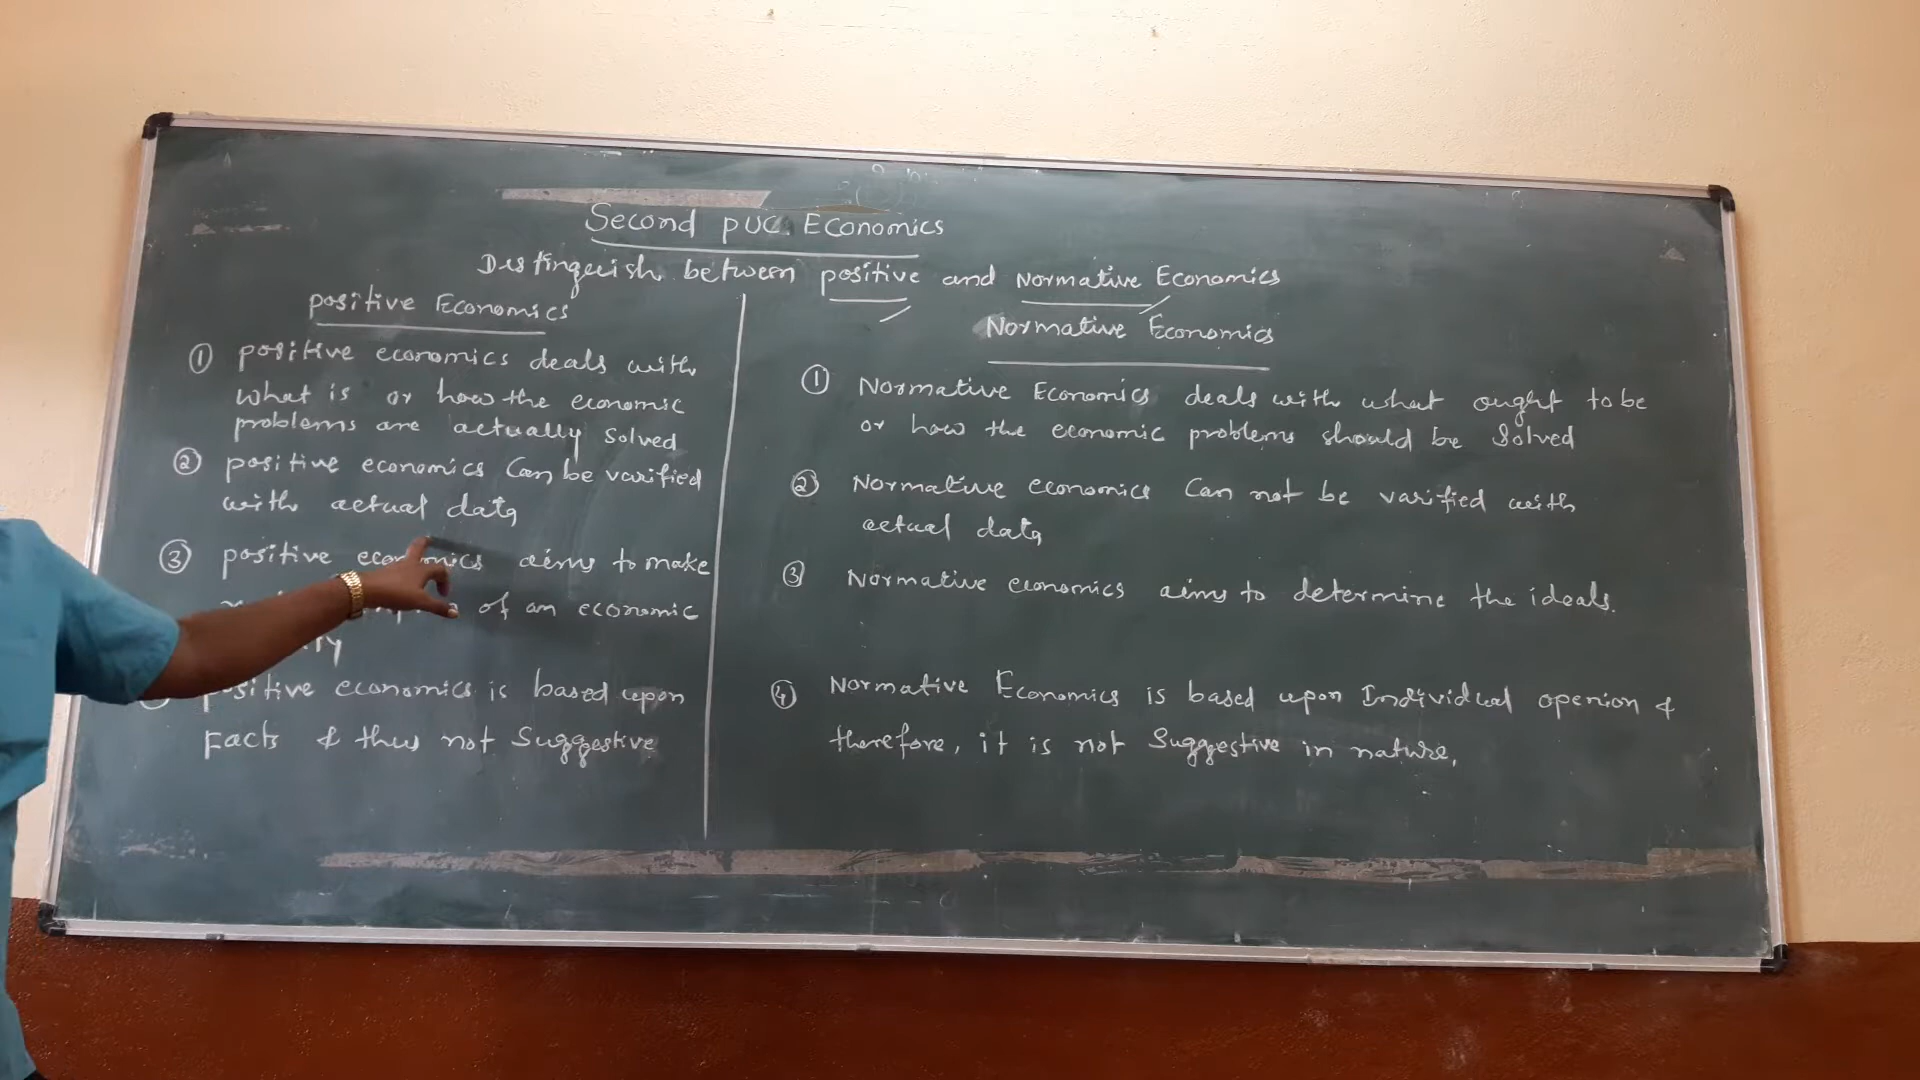 Second PUC. Economics
Distinguish between positive and Normative Economics
positive Economics
① positive economics deals with
what is or how the economic
problems are actually solved
② positive economics Can be varified
with actual data
③ positive economics aims to make
of an economic
positive economics is based upon
Facts & thus not Suggestive
Normative Economics
① Normative Economics deals with what ought to be
or how the economic problems should be Solved
② Normative economics Can not be varified with
actual data
③ Normative economics aims to determine the ideals.
④ Normative Economics is based upon Individual openion &
therefore, it is not Suggestive in nature.